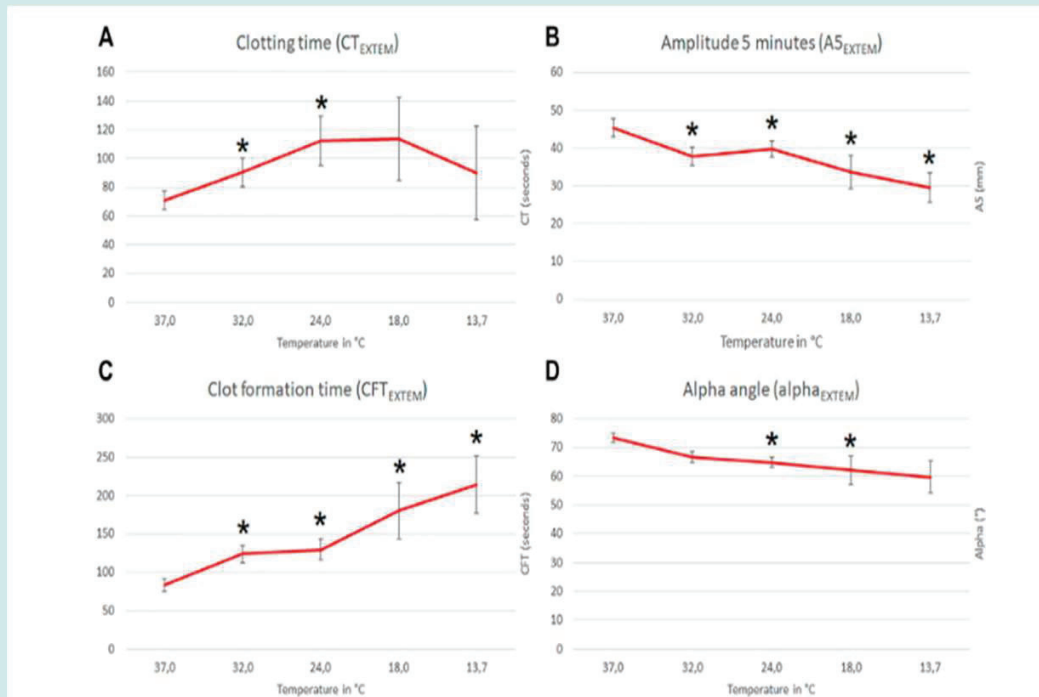 A
Clotting time (CT_EXTEM)
160
140
*
120
*
100
80
60
40
20
0
CT (seconds)
37,0 32,0 24,0 18,0 13,7
Temperature in °C
B
Amplitude 5 minutes (A5_EXTEM)
60
50
* * * *
40
30
20
10
0
A5 (mm)
37,0 32,0 24,0 18,0 13,7
Temperature in °C
C
Clot formation time (CFT_EXTEM)
300
*
250
*
200
* *
150
100
50
0
CFT (seconds)
37,0 32,0 24,0 18,0 13,7
Temperature in °C
D
Alpha angle (alpha_EXTEM)
80
* *
70
60
50
40
30
20
10
0
Alpha (°)
37,0 32,0 24,0 18,0 13,7
Temperature in °C